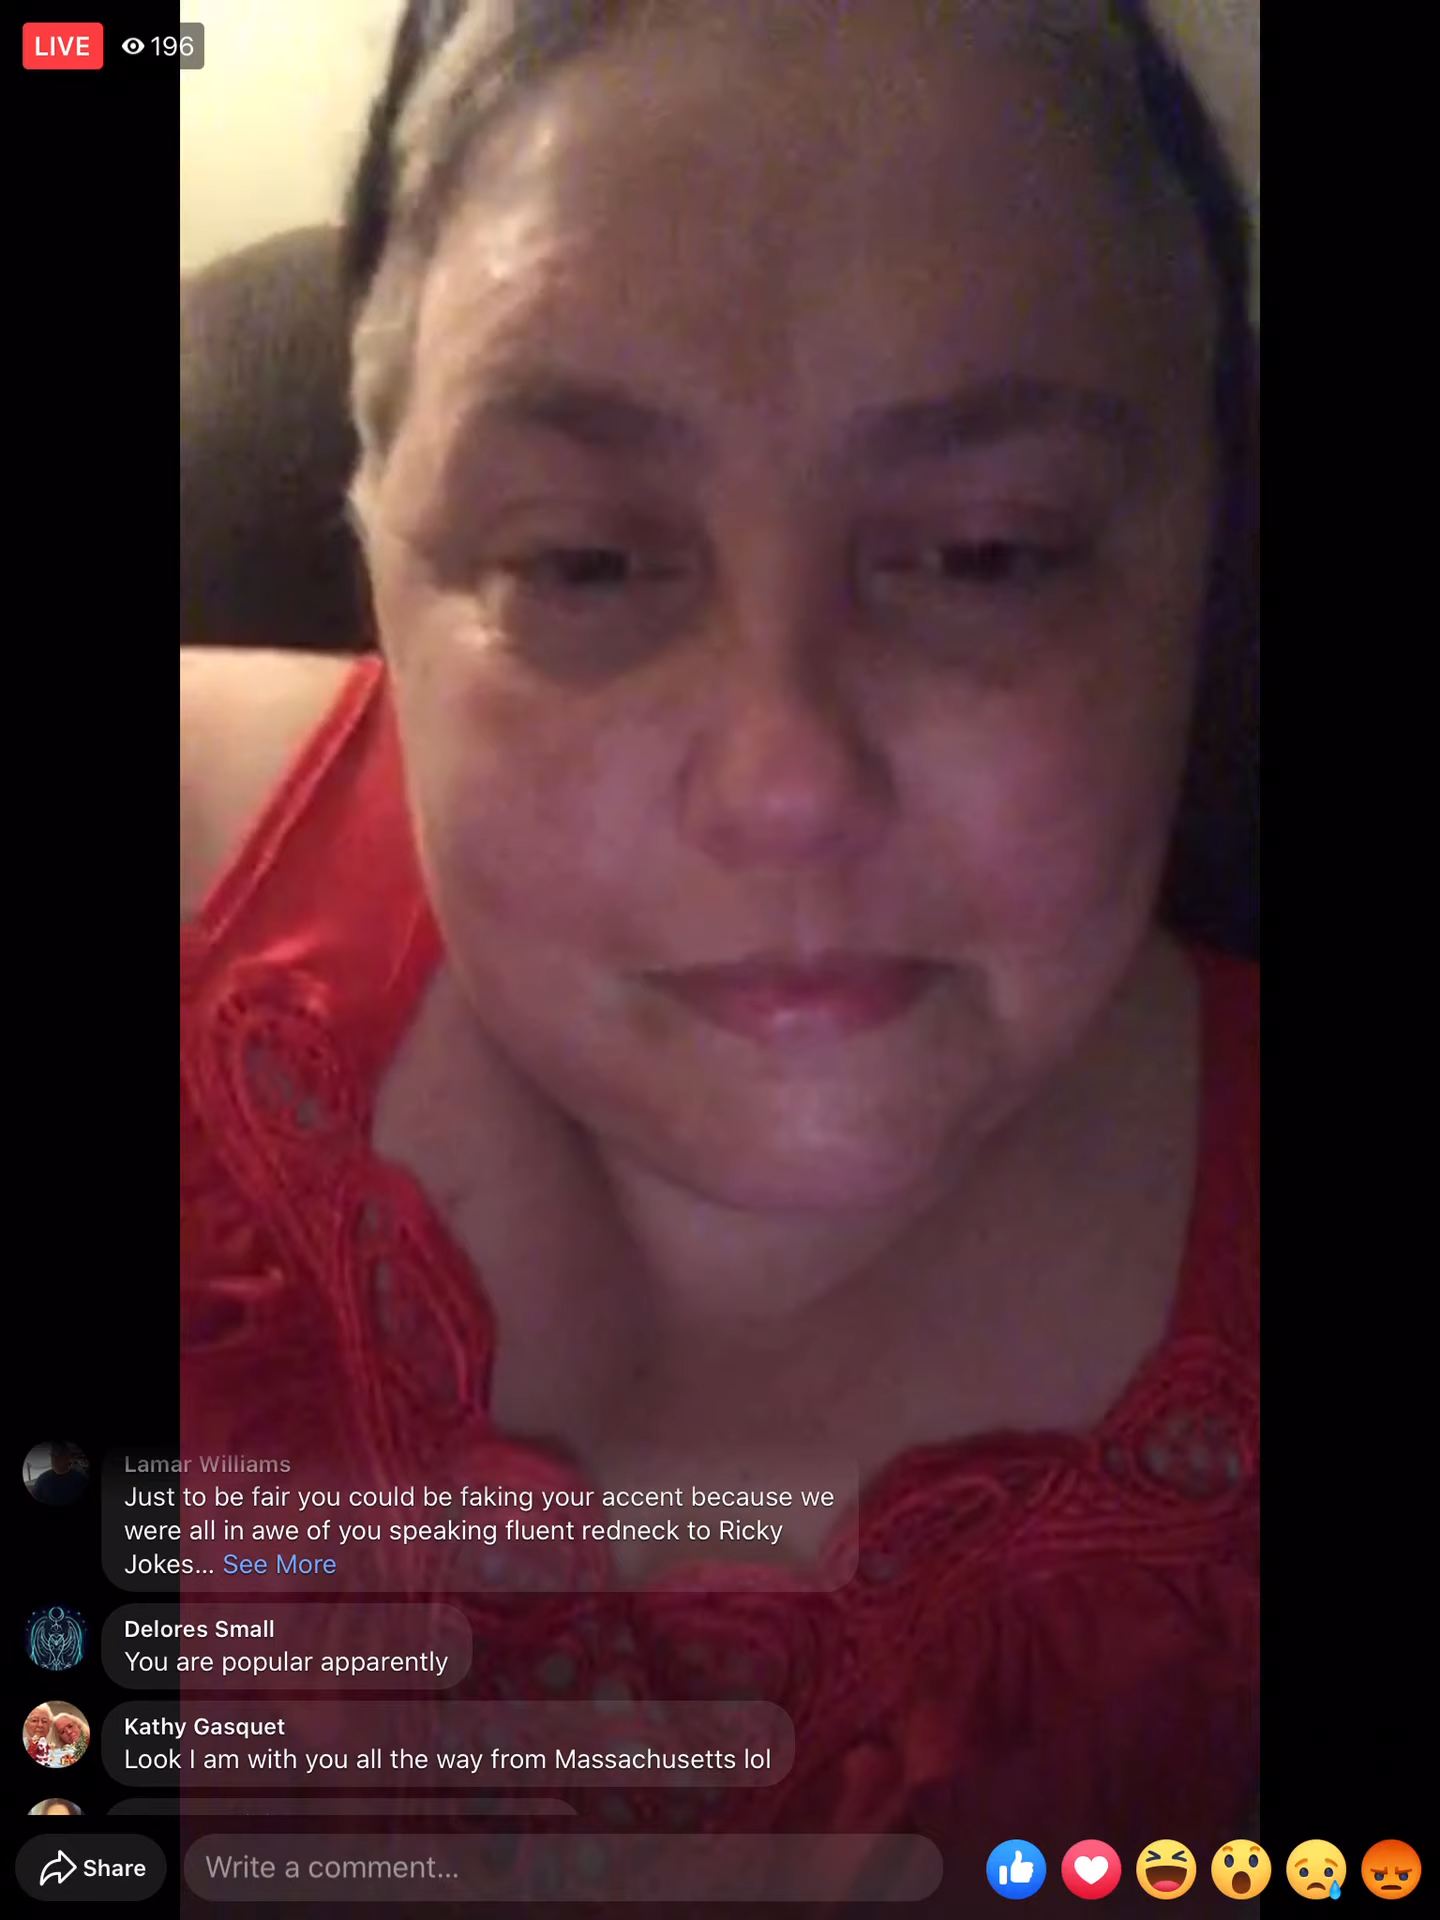 LIVE 196
Lamar Williams
Just to be fair you could be faking your accent because we
were all in awe of you speaking fluent redneck to Ricky
Jokes... See More
Delores Small
You are popular apparently
Kathy Gasquet
Look I am with you all the way from Massachusetts lol
Share
Write a comment...